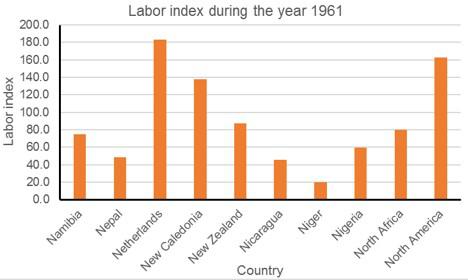 Labor index during the year 1961
200.0
180.0
160.0
140.0
120.0
100.0
80.0
60.0
40.0
20.0
0.0
Labor index
Namibia
Nepal
Netherlands
New Caledonia
New Zealand
Nicaragua
Niger
Nigeria
North Africa
North America
Country